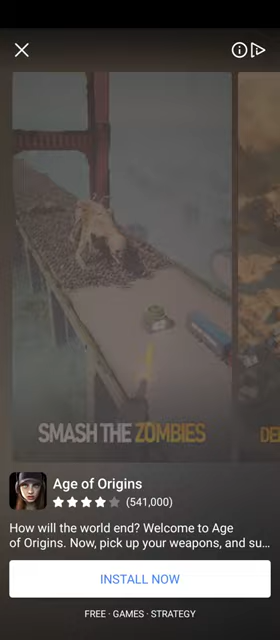 SMASH THE ZOMBIES
DE
Age of Origins
(541,000)
How will the world end? Welcome to Age
of Origins. Now, pick up your weapons, and su...
INSTALL NOW
FREE · GAMES · STRATEGY